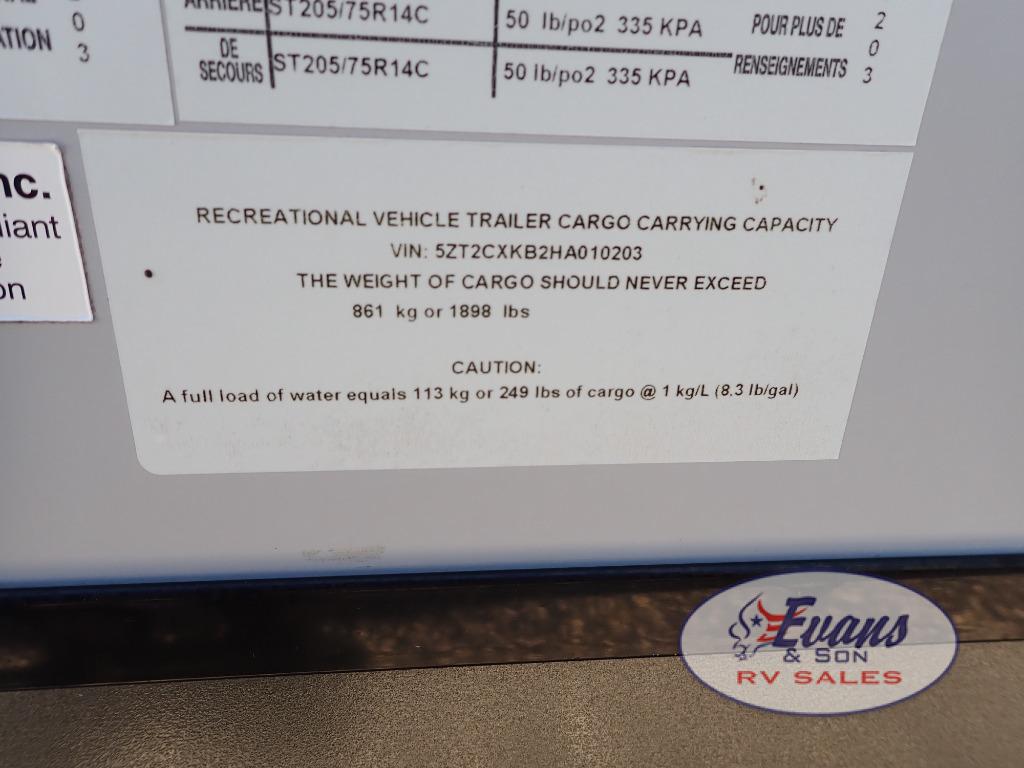 ARRIÈRE ST205/75R14C 50 lb/po2 335 KPA POUR PLUS DE 2
0
TION 3
DE SECOURS ST205/75R14C 50 lb/po2 335 KPA RENSEIGNEMENTS 0
3
nc.
liant
on
RECREATIONAL VEHICLE TRAILER CARGO CARRYING CAPACITY
VIN: 5ZT2CXKB2HA010203
THE WEIGHT OF CARGO SHOULD NEVER EXCEED
861 kg or 1898 lbs
CAUTION:
A full load of water equals 113 kg or 249 lbs of cargo @ 1 kg/L (8.3 lb/gal)
Evans
& SON
RV SALES